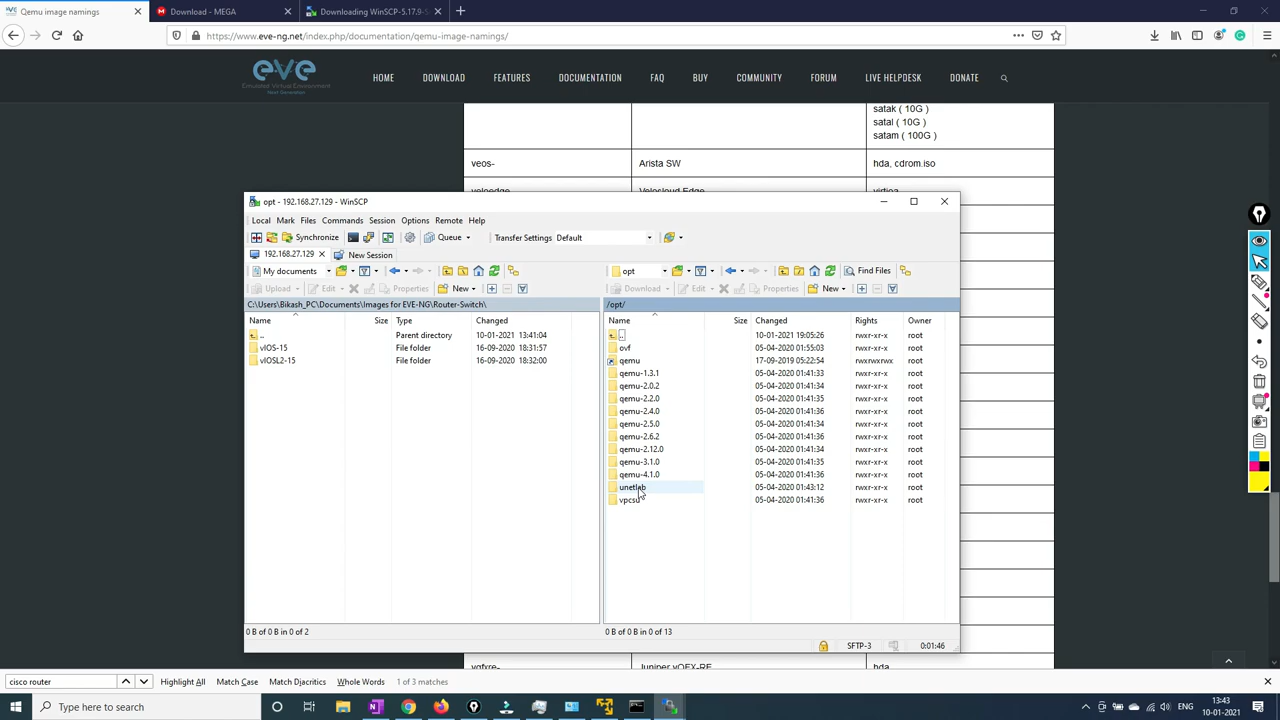 Qemu image namings
Download - MEGA
Downloading WinSCP-5.17.9-S
https://www.eve-ng.net/index.php/documentation/qemu-image-namings/
eve
Emulated Virtual Environment
Next Generation
HOME DOWNLOAD FEATURES DOCUMENTATION FAQ BUY COMMUNITY FORUM LIVE HELPDESK DONATE
satak ( 10G )
satal ( 10G )
satam ( 100G )
veos- Arista SW hda, cdrom.iso
veloedge- Velocloud Edge virtioa
opt - 192.168.27.129 - WinSCP
Local Mark Files Commands Session Options Remote Help
Synchronize Queue Transfer Settings Default
192.168.27.129 New Session
My documents opt Find Files
Upload Edit Properties New Download Edit Properties New
C:\Users\Bikash_PC\Documents\Images for EVE-NG\Router-Switch\ /opt/
Name Size Type Changed
.. Parent directory 10-01-2021 13:41:04
vIOS-15 File folder 16-09-2020 18:31:57
vIOSL2-15 File folder 16-09-2020 18:32:00
Name Size Changed Rights Owner
.. 10-01-2021 19:05:26 rwxr-xr-x root
ovf 05-04-2020 01:55:03 rwxr-xr-x root
qemu 17-09-2019 05:22:54 rwxrwxrwx root
qemu-1.3.1 05-04-2020 01:41:33 rwxr-xr-x root
qemu-2.0.2 05-04-2020 01:41:34 rwxr-xr-x root
qemu-2.2.0 05-04-2020 01:41:35 rwxr-xr-x root
qemu-2.4.0 05-04-2020 01:41:36 rwxr-xr-x root
qemu-2.5.0 05-04-2020 01:41:34 rwxr-xr-x root
qemu-2.6.2 05-04-2020 01:41:36 rwxr-xr-x root
qemu-2.12.0 05-04-2020 01:41:34 rwxr-xr-x root
qemu-3.1.0 05-04-2020 01:41:35 rwxr-xr-x root
qemu-4.1.0 05-04-2020 01:41:36 rwxr-xr-x root
unetlab 05-04-2020 01:43:12 rwxr-xr-x root
vpcsu 05-04-2020 01:41:36 rwxr-xr-x root
0 B of 0 B in 0 of 2 0 B of 0 B in 0 of 13
SFTP-3 0:01:46
vqfxre- Juniper vQFX-RE hda
cisco router Highlight All Match Case Match Diacritics Whole Words 1 of 3 matches
Type here to search
ENG 13:43
10-01-2021